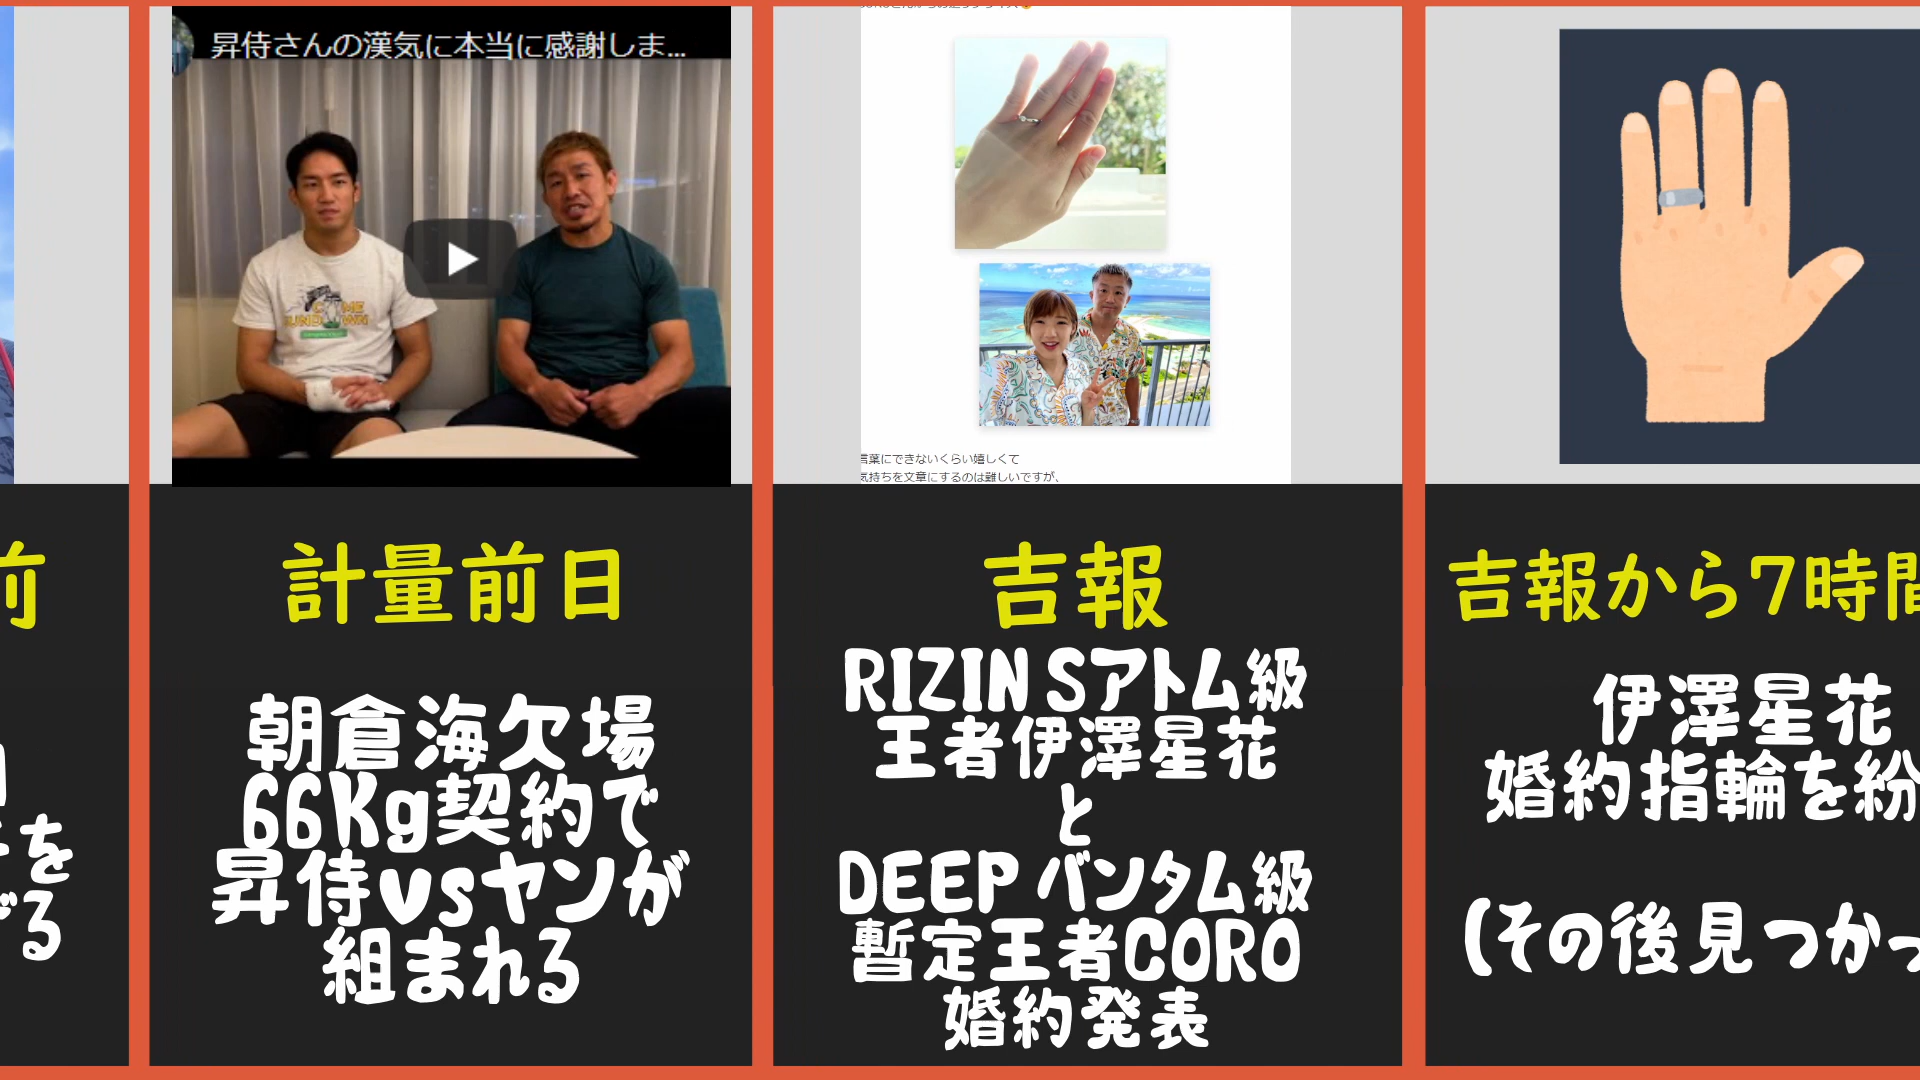 前
を
る
昇侍さんの漢気に本当に感謝しま...
計量前日
朝倉海欠場
66Kg契約で
昇侍vsヤンが
組まれる
言葉にできないくらい嬉しくて
気持ちを文章にするのは難しいですが、
吉報
RIZIN Sアトム級
王者伊澤星花
と
DEEP バンタム級
暫定王者CORO
婚約発表
吉報から7時間
伊澤星花
婚約指輪を紛
(その後見つかっ